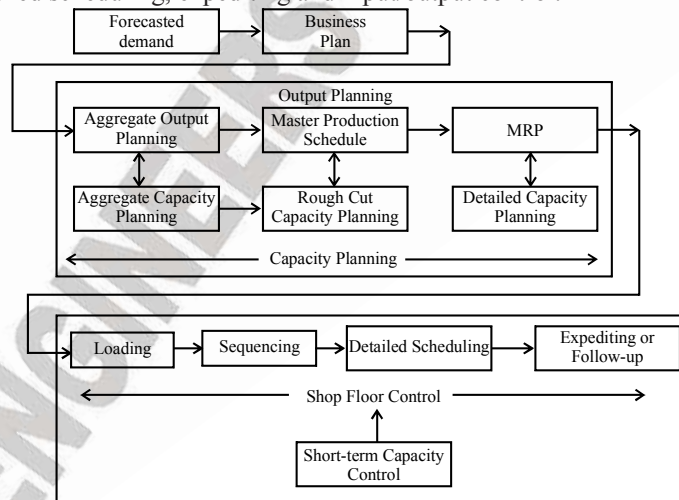 Forecasted
demand
Business
Plan
Output Planning
Aggregate Output
Planning
Master Production
Schedule
MRP
Aggregate Capacity
Planning
Rough Cut
Capacity Planning
Detailed Capacity
Planning
Capacity Planning
Loading
Sequencing
Detailed Scheduling
Expediting or
Follow-up
Shop Floor Control
Short-term Capacity
Control
ENGINEERS